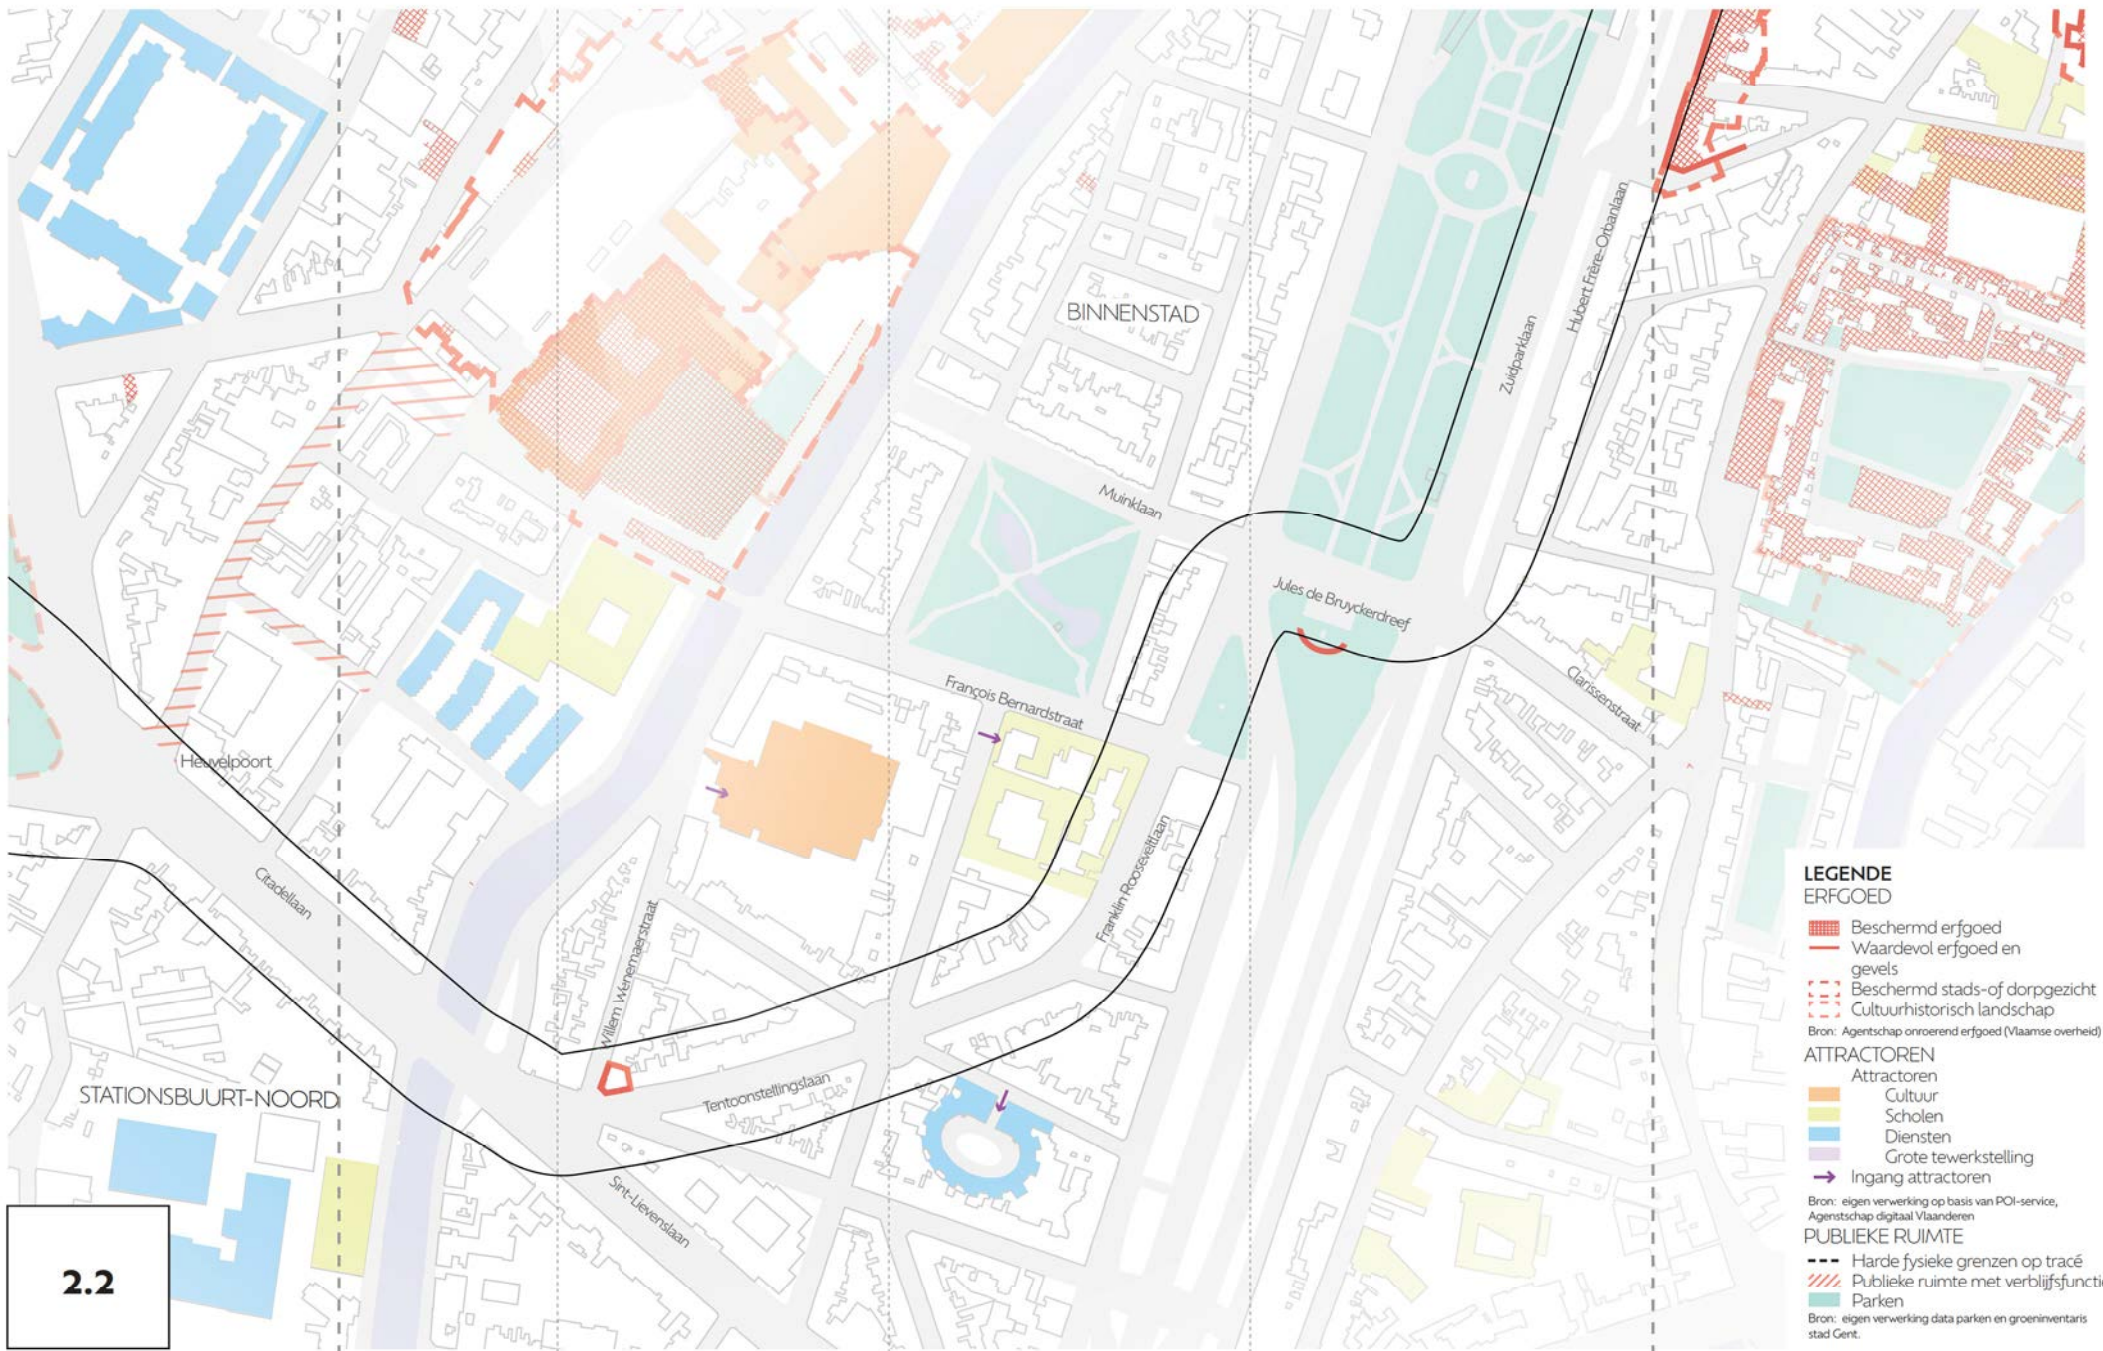 BINNENSTAD
Hubert Frère-Orbanlaan
Zuidparklaan
Muinklaan
Jules de Bruyckerdreef
François Bernardstraat
Clarissenstraat
Heuvelpoort
Citadellaan
Franklin Rooseveltlaan
Willem Wenemaerstraat
Tentoonstellingslaan
STATIONSBUURT-NOORD
Sint-Lievenslaan
2.2
LEGENDE
ERFGOED
Beschermd erfgoed
Waardevol erfgoed en
gevels
Beschermd stads-of dorpgezicht
Cultuurhistorisch landschap
Bron: Agentschap onroerend erfgoed (Vlaamse overheid)
ATTRACTOREN
Attractoren
Cultuur
Scholen
Diensten
Grote tewerkstelling
Ingang attractoren
Bron: eigen verwerking op basis van POI-service,
Agenstschap digitaal Vlaanderen
PUBLIEKE RUIMTE
Harde fysieke grenzen op tracé
Publieke ruimte met verblijfsfunctie
Parken
Bron: eigen verwerking data parken en groeninventaris
stad Gent.